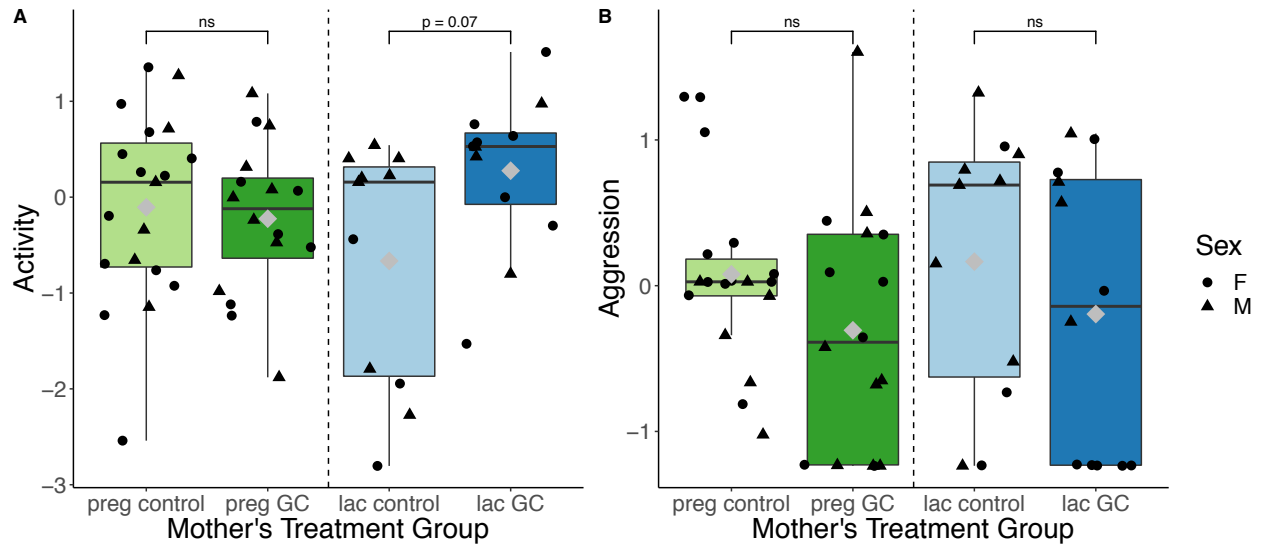 A
ns
p = 0.07
Activity
1
0
−1
−2
−3
preg control
preg GC
lac control
lac GC
Mother's Treatment Group
B
ns
ns
Aggression
1
0
−1
preg control
preg GC
lac control
lac GC
Mother's Treatment Group
Sex
F
M